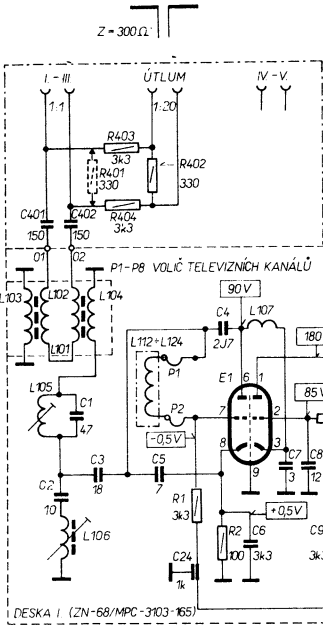 Z = 300Ω
I.-III. ÚTLUM IV.-V.
1:1 1:20
R403
3k3
R401
330
R402
330
R404
3k3
C401 C402
150 150
01 02
P1-P8 VOLIČ TELEVIZNÍCH KANÁLŮ
L103 L102 L104
L101
90V
C4
2J7
L107
180
L112÷L124
P1
E1 6 1
85V
L105
C1
47
P2
7 2
-0,5V
8 3
9
C3
18
C5
7
C7
3
C8
12
C2
10
R1
3k3
+0,5V
L106
R2
100
C6
3k3
C9
3k3
C24
1k
DESKA I. (ZN-68/MPC-3103-165)